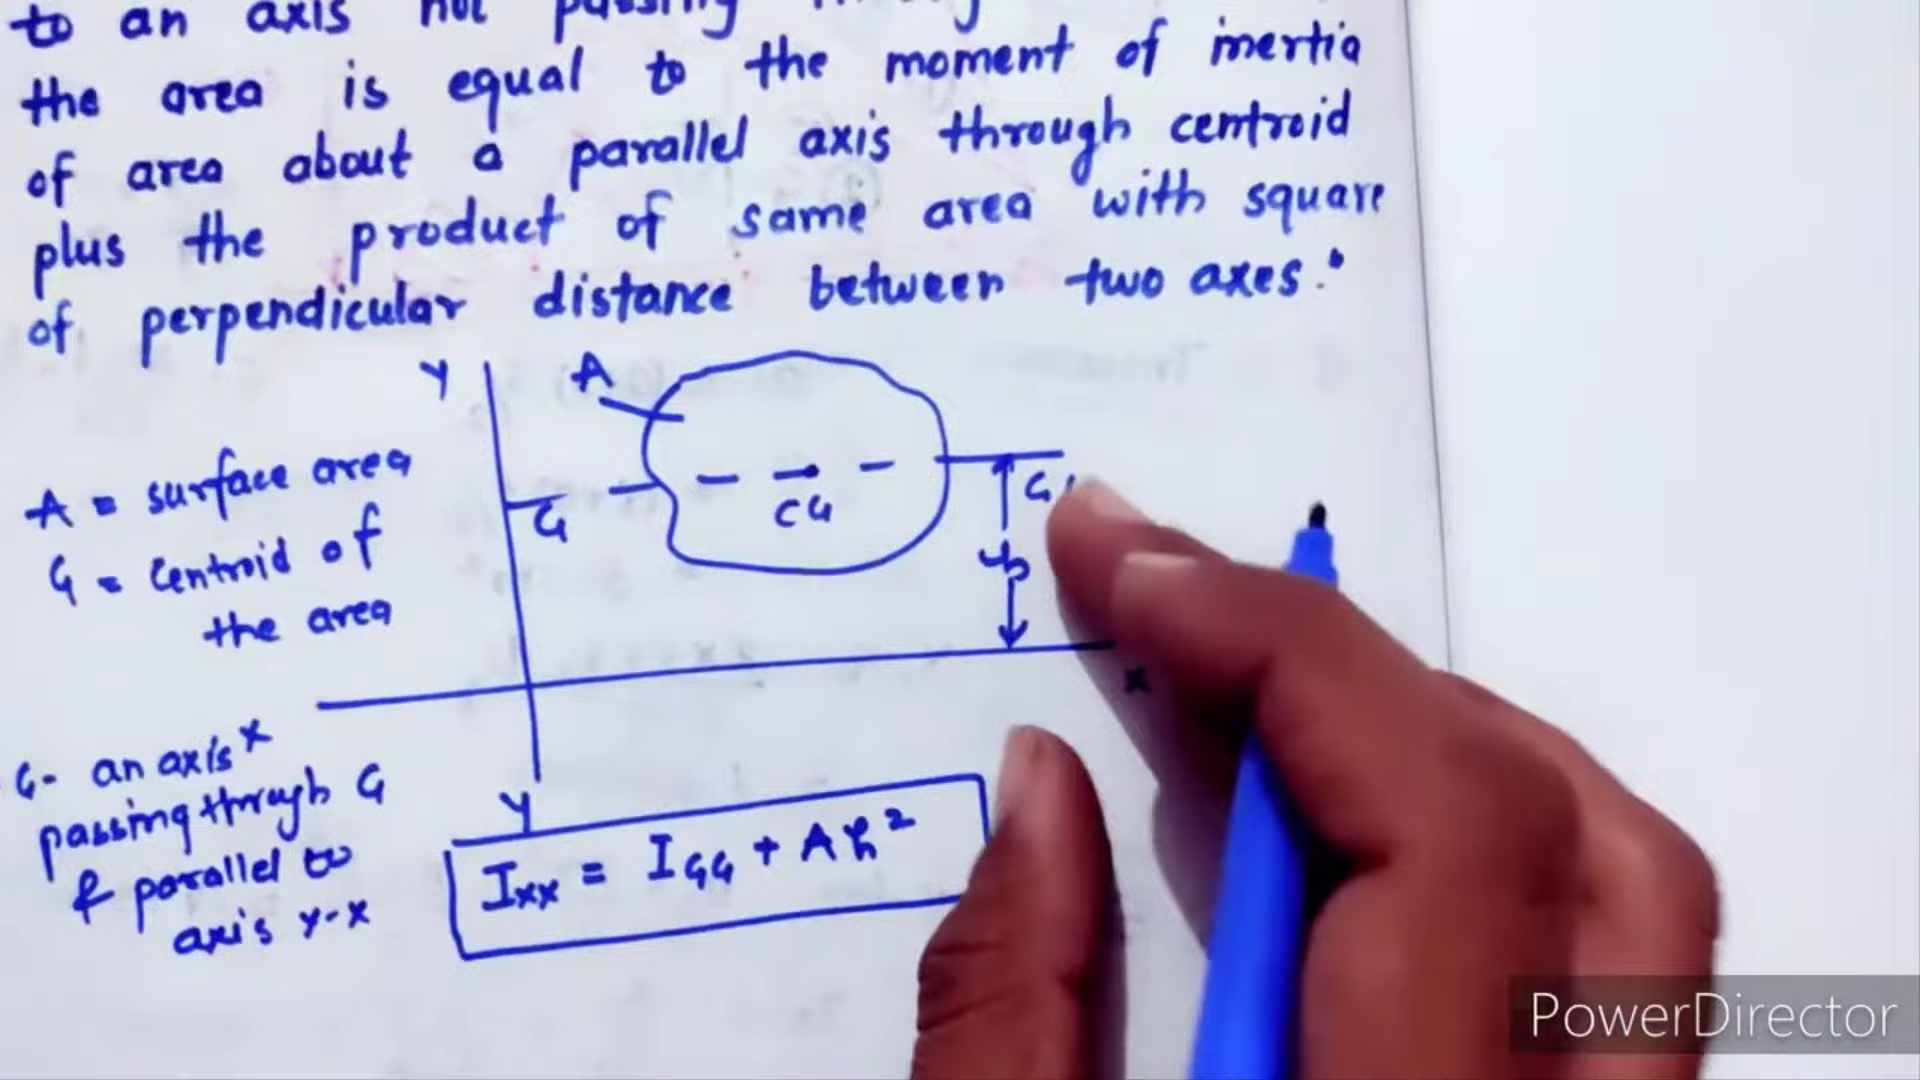 to an axis not passing
the area is equal to the moment of inertia
of area about a parallel axis through centroid
plus the product of same area with square
of perpendicular distance between two axes."
Y
A
A = surface area
G = Centroid of
the area
G
CG
G
h
X
X
G- an axis
passing through G
& parallel to
axis X-X
Y
Ixx = IGG + Ah²
PowerDirector